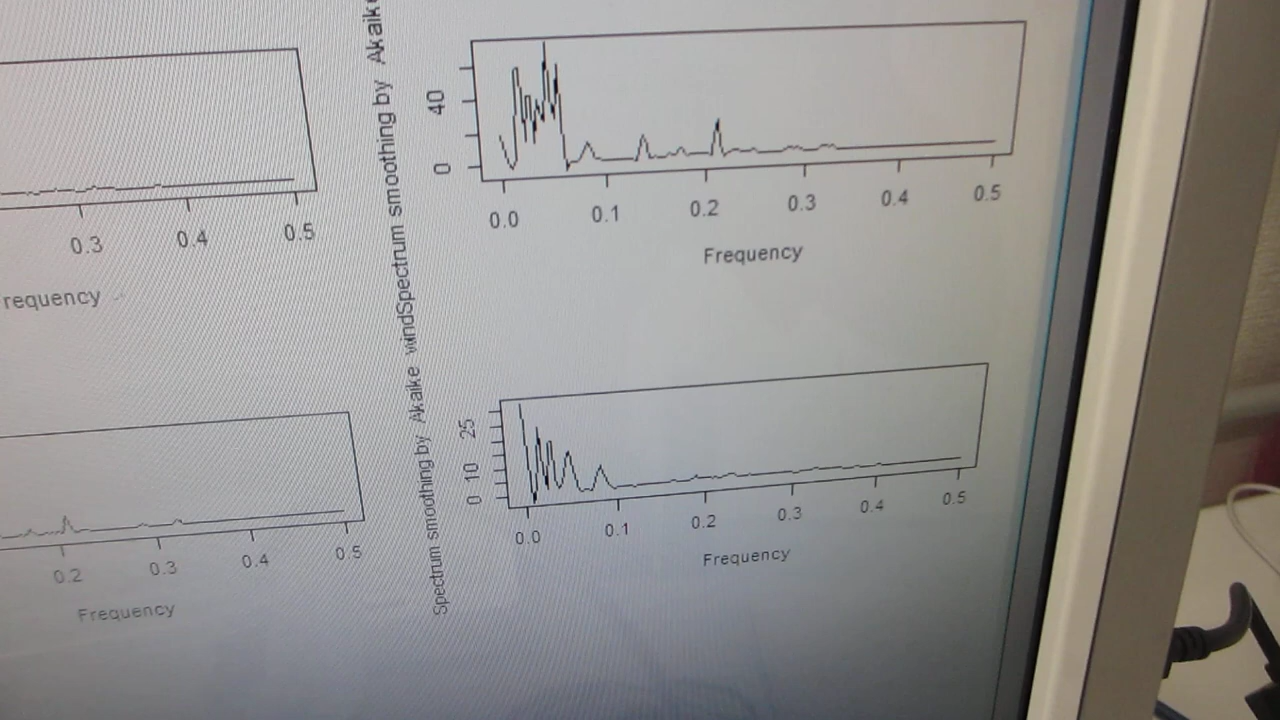 0.3 0.4 0.5
requency
Spectrum smoothing by Akaike
40
0
0.0 0.1 0.2 0.3 0.4 0.5
Frequency
0.2 0.3 0.4 0.5
Frequency
Spectrum smoothing by Akaike wind
25
10
0
0.0 0.1 0.2 0.3 0.4 0.5
Frequency